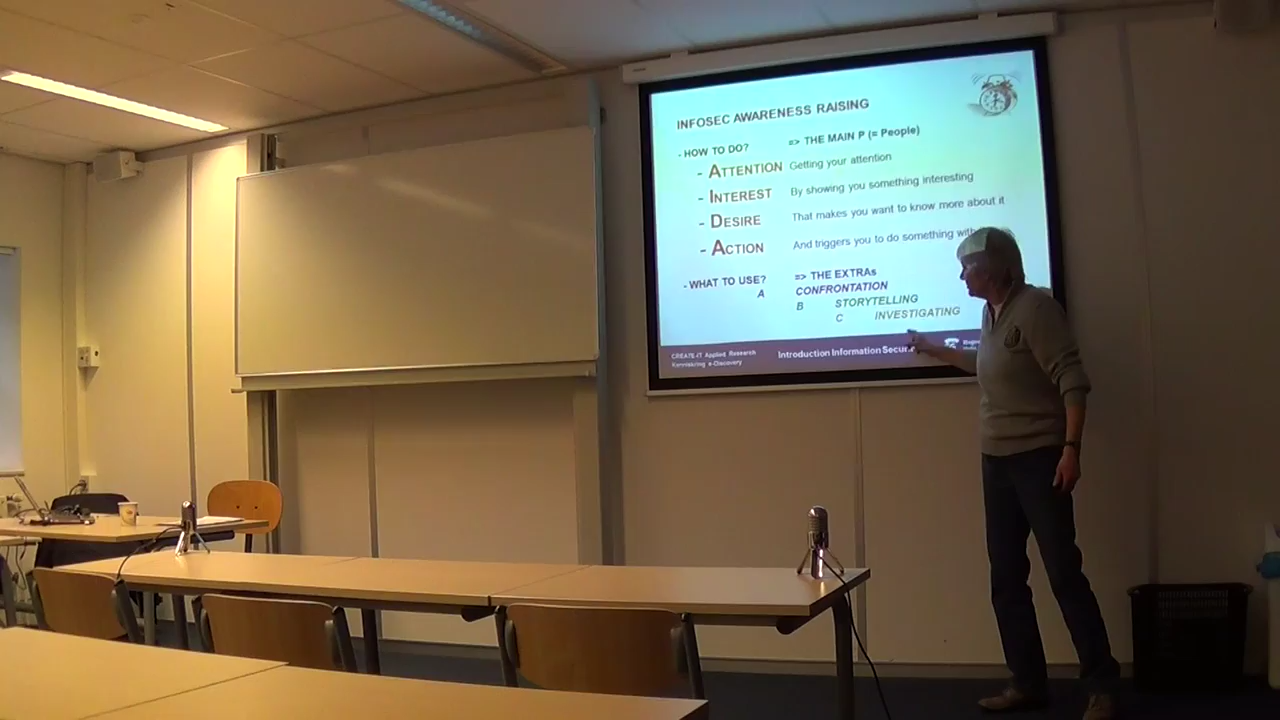 INFOSEC AWARENESS RAISING
- HOW TO DO? => THE MAIN P (= People)
- ATTENTION Getting your attention
- INTEREST By showing you something interesting
- DESIRE That makes you want to know more about it
- ACTION And triggers you to do something with
- WHAT TO USE? => THE EXTRAs
A CONFRONTATION
B STORYTELLING
C INVESTIGATING
CREATE-IT Applied Research
Kenniskring e-Discovery
Introduction Information Secur